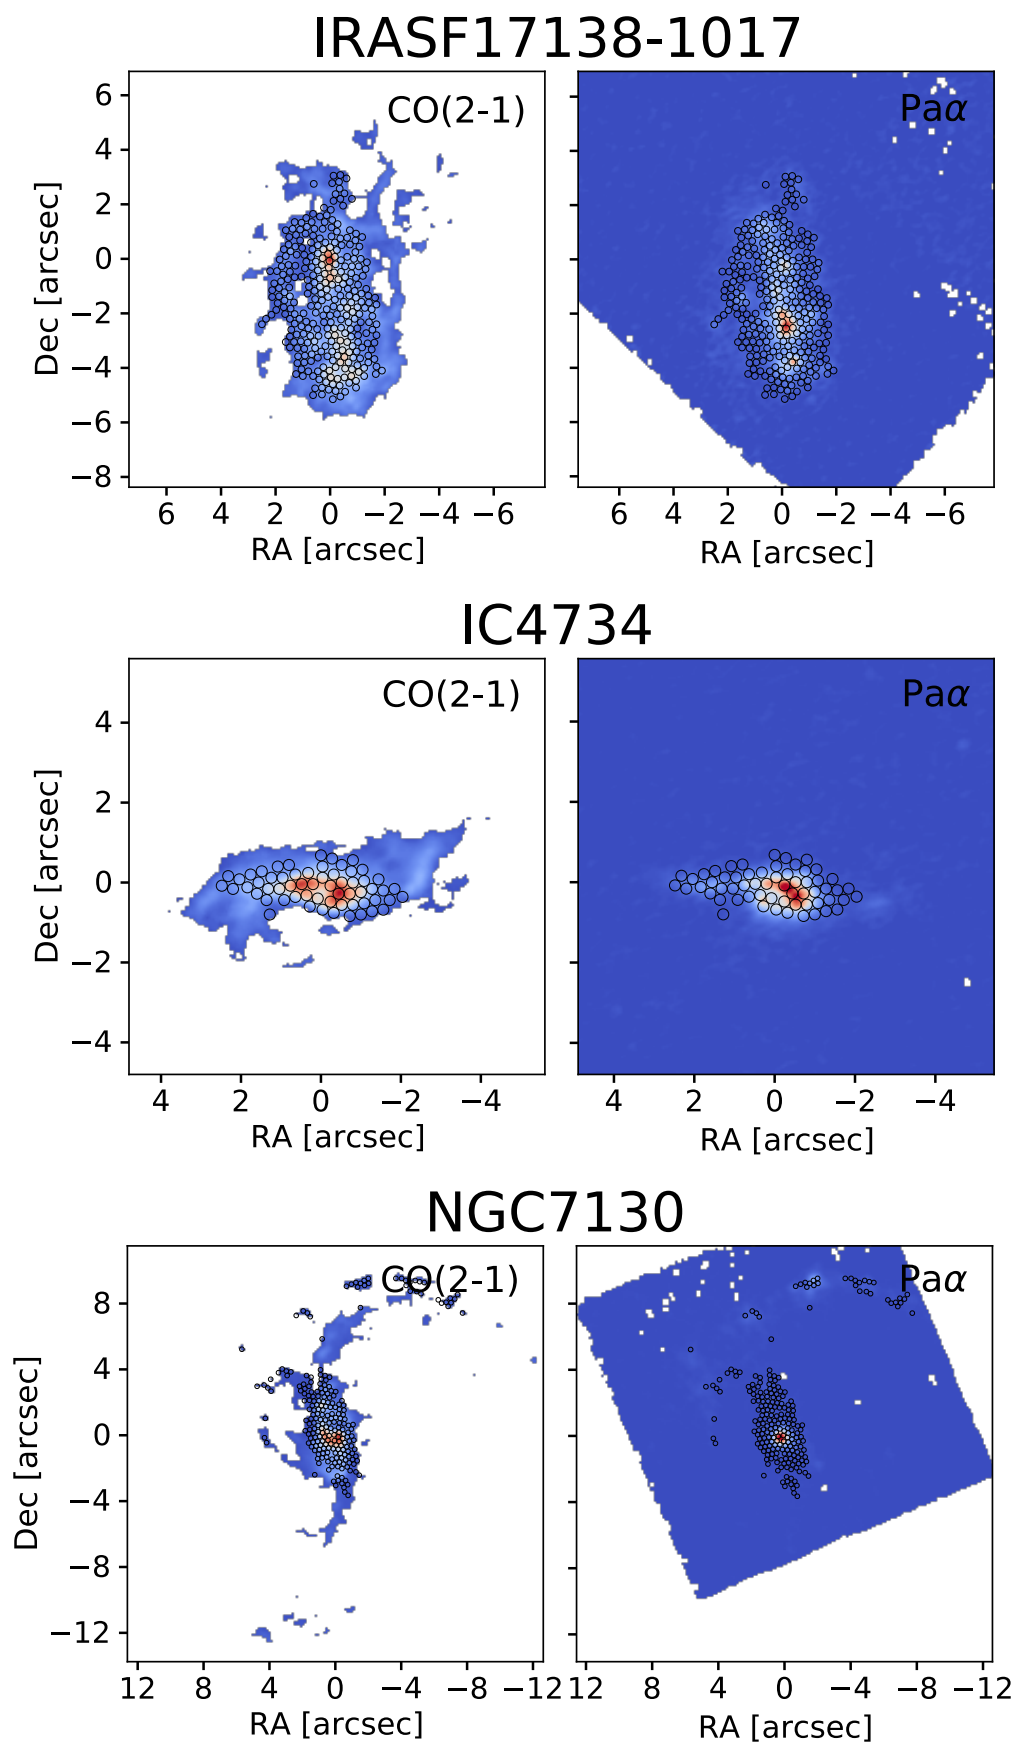 IRASF17138-1017
CO(2-1)
Paα
6
4
2
0
−2
−4
−6
−8
Dec [arcsec]
6 4 2 0 −2 −4 −6
6 4 2 0 −2 −4 −6
RA [arcsec]
RA [arcsec]
IC4734
CO(2-1)
Paα
4
2
0
−2
−4
Dec [arcsec]
4 2 0 −2 −4
4 2 0 −2 −4
RA [arcsec]
RA [arcsec]
NGC7130
CO(2-1)
Paα
8
4
0
−4
−8
−12
Dec [arcsec]
12 8 4 0 −4 −8 −12
12 8 4 0 −4 −8 −12
RA [arcsec]
RA [arcsec]